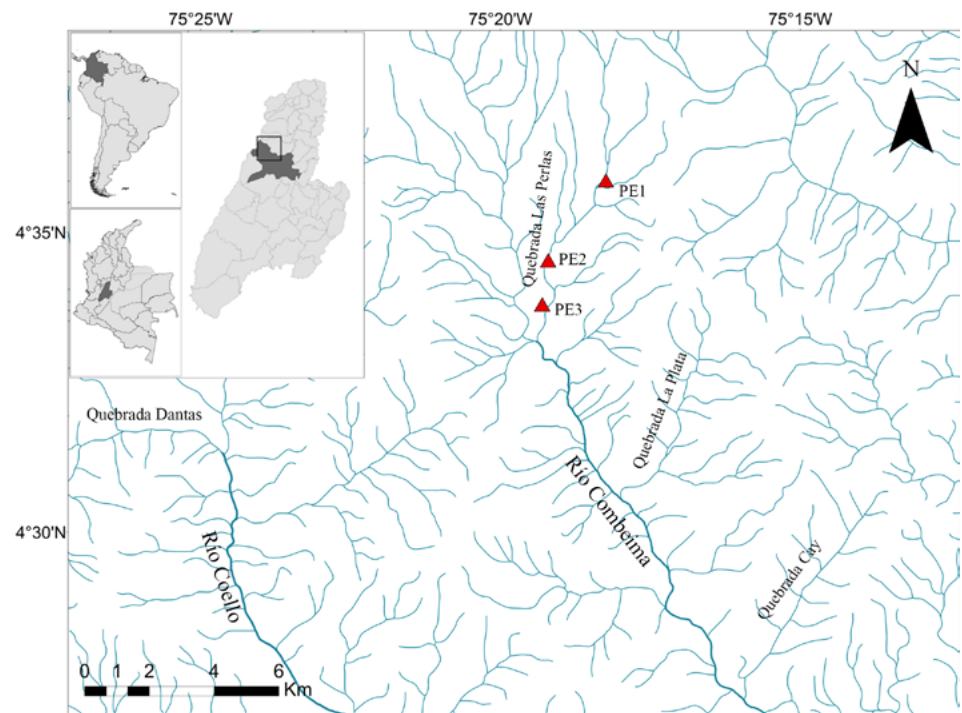 75°25'W
75°20'W
75°15'W
N
4°35'N
4°30'N
Quebrada Las Perlas
PE1
PE2
PE3
Quebrada La Plata
Quebrada Dantas
Río Combeima
Río Coello
Quebrada Cay
0 1 2 4 6
Km